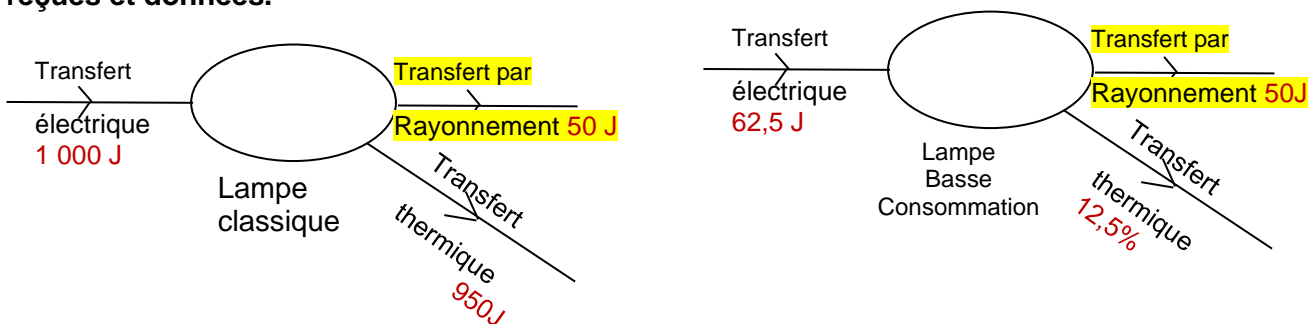 reçues et données.
Transfert
électrique
1 000 J
Lampe
classique
Transfert par
Rayonnement 50 J
Transfert
thermique
950J
Transfert
électrique
62,5 J
Lampe
Basse
Consommation
Transfert par
Rayonnement 50J
Transfert
thermique
12,5%